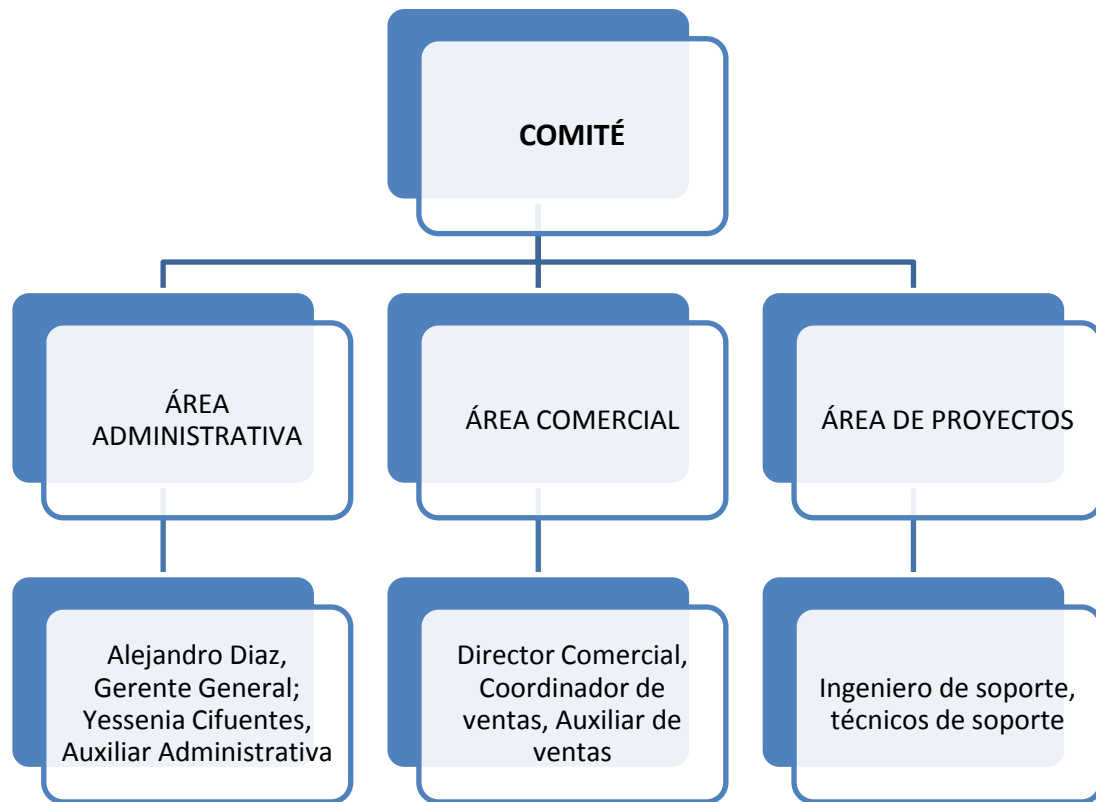 COMITÉ
ÁREA
ADMINISTRATIVA
ÁREA COMERCIAL
ÁREA DE PROYECTOS
Alejandro Diaz,
Gerente General;
Yessenia Cifuentes,
Auxiliar Administrativa
Director Comercial,
Coordinador de
ventas, Auxiliar de
ventas
Ingeniero de soporte,
técnicos de soporte